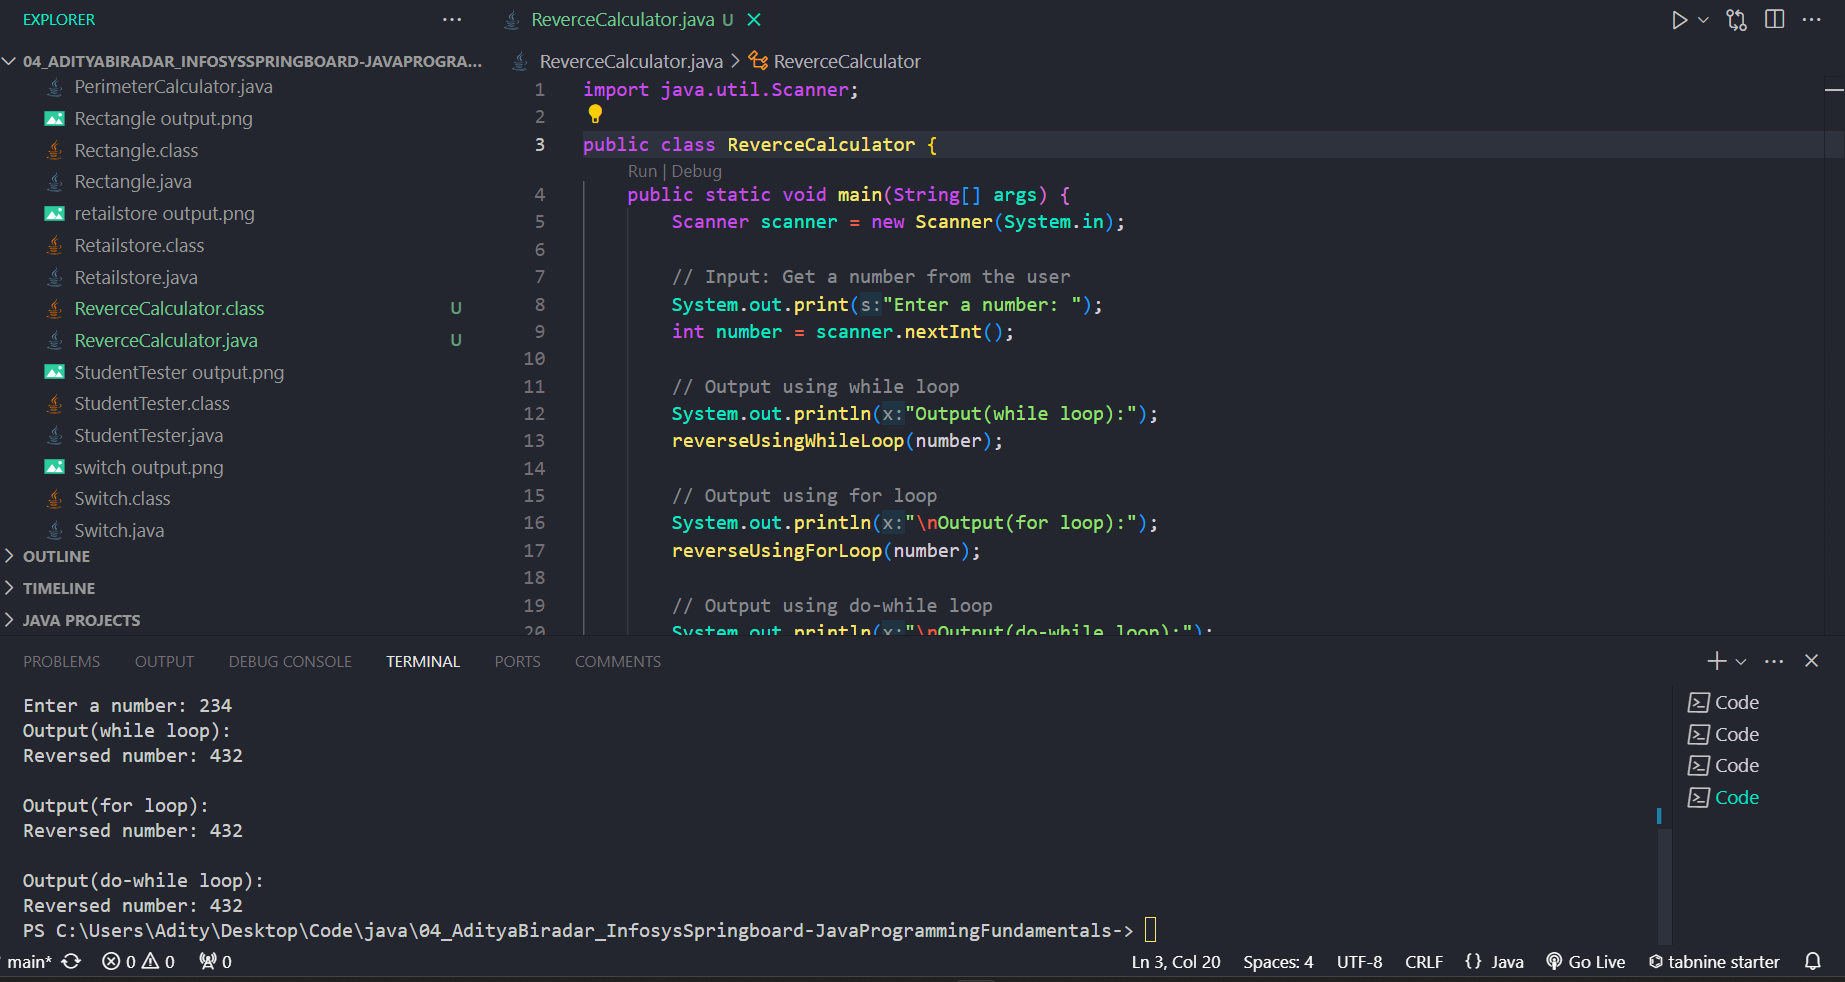 EXPLORER
04_ADITYABIRADAR_INFOSYSSPRINGBOARD-JAVAPROGRA...
PerimeterCalculator.java
Rectangle output.png
Rectangle.class
Rectangle.java
retailstore output.png
Retailstore.class
Retailstore.java
ReverceCalculator.class U
ReverceCalculator.java U
StudentTester output.png
StudentTester.class
StudentTester.java
switch output.png
Switch.class
Switch.java
OUTLINE
TIMELINE
JAVA PROJECTS
ReverceCalculator.java U
ReverceCalculator.java > ReverceCalculator
1 import java.util.Scanner;
2
3 public class ReverceCalculator {
Run | Debug
4 public static void main(String[] args) {
5 Scanner scanner = new Scanner(System.in);
6
7 // Input: Get a number from the user
8 System.out.print(s:"Enter a number: ");
9 int number = scanner.nextInt();
10
11 // Output using while loop
12 System.out.println(x:"Output(while loop):");
13 reverseUsingWhileLoop(number);
14
15 // Output using for loop
16 System.out.println(x:"\nOutput(for loop):");
17 reverseUsingForLoop(number);
18
19 // Output using do-while loop
20 System.out.println(x:"\nOutput(do-while loop):");
PROBLEMS OUTPUT DEBUG CONSOLE TERMINAL PORTS COMMENTS
Enter a number: 234
Output(while loop):
Reversed number: 432
Output(for loop):
Reversed number: 432
Output(do-while loop):
Reversed number: 432
PS C:\Users\Adity\Desktop\Code\java\04_AdityaBiradar_InfosysSpringboard-JavaProgrammingFundamentals->
Code
Code
Code
Code
main* 0 0 0 Ln 3, Col 20 Spaces: 4 UTF-8 CRLF {} Java Go Live tabnine starter